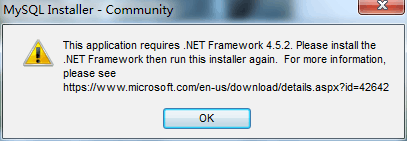 MySQL Installer - Community
This application requires .NET Framework 4.5.2. Please install the
.NET Framework then run this installer again.  For more information,
please see
https://www.microsoft.com/en-us/download/details.aspx?id=42642
OK